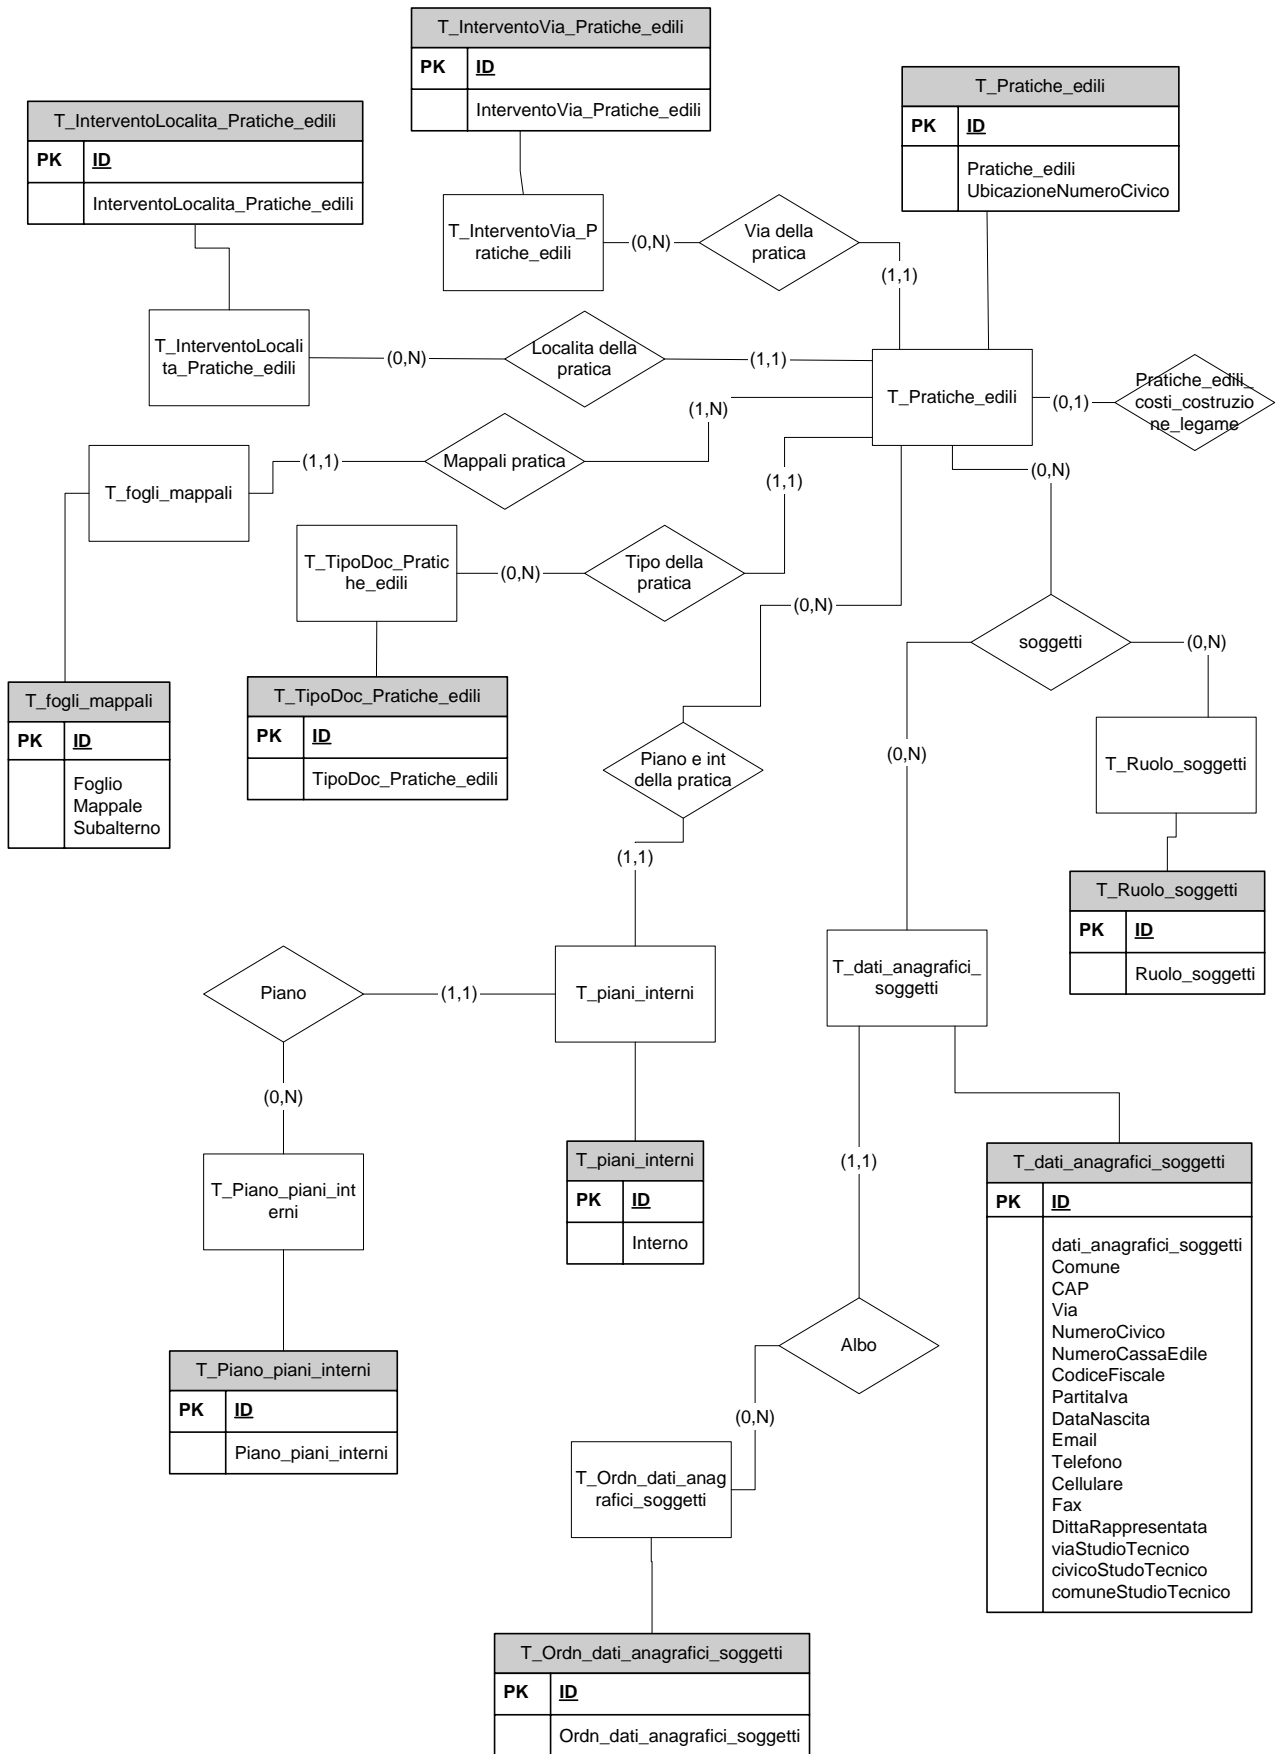 T_InterventoVia_Pratiche_edili
PK ID
InterventoVia_Pratiche_edili
T_Pratiche_edili
PK ID
Pratiche_edili
UbicazioneNumeroCivico
T_InterventoLocalita_Pratiche_edili
PK ID
InterventoLocalita_Pratiche_edili
T_InterventoVia_P
ratiche_edili
(0,N)
Via della
pratica
(1,1)
T_InterventoLocali
ta_Pratiche_edili
(0,N)
Localita della
pratica
(1,1)
T_Pratiche_edili
(0,1)
Pratiche_edili_
costi_costruzio
ne_legame
(1,N)
T_fogli_mappali
(1,1)
Mappali pratica
(1,1)
(0,N)
T_TipoDoc_Pratic
he_edili
(0,N)
Tipo della
pratica
(0,N)
soggetti
(0,N)
T_fogli_mappali
PK ID
Foglio
Mappale
Subalterno
T_TipoDoc_Pratiche_edili
PK ID
TipoDoc_Pratiche_edili
Piano e int
della pratica
(0,N)
T_Ruolo_soggetti
(1,1)
T_Ruolo_soggetti
PK ID
Ruolo_soggetti
Piano
(1,1)
T_piani_interni
T_dati_anagrafici_
soggetti
(0,N)
T_Piano_piani_int
erni
T_piani_interni
PK ID
Interno
(1,1)
T_dati_anagrafici_soggetti
PK ID
dati_anagrafici_soggetti
Comune
CAP
Via
NumeroCivico
NumeroCassaEdile
CodiceFiscale
PartitaIva
DataNascita
Email
Telefono
Cellulare
Fax
DittaRappresentata
viaStudioTecnico
civicoStudoTecnico
comuneStudioTecnico
Albo
T_Piano_piani_interni
PK ID
Piano_piani_interni
(0,N)
T_Ordn_dati_anag
rafici_soggetti
T_Ordn_dati_anagrafici_soggetti
PK ID
Ordn_dati_anagrafici_soggetti